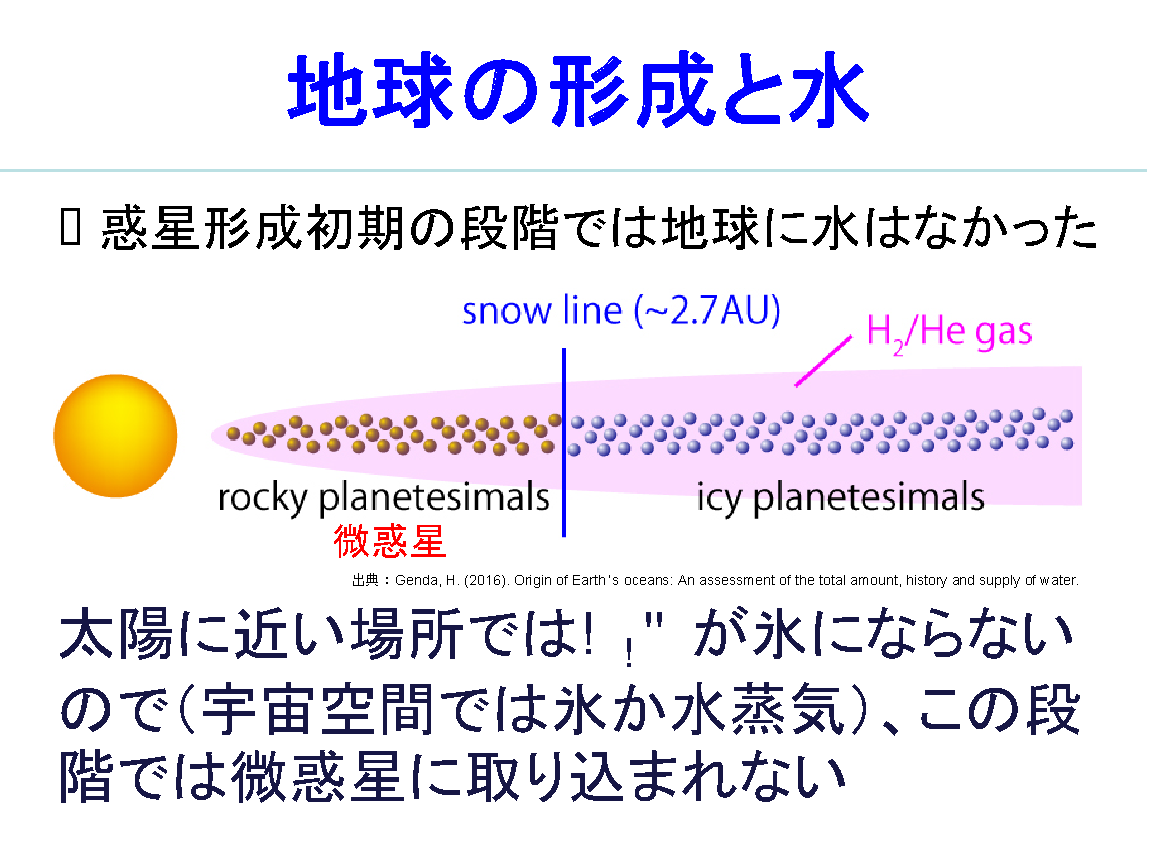 地球の形成と水
▯ 惑星形成初期の段階では地球に水はなかった
snow line (~2.7AU)
H₂/He gas
rocky planetesimals
icy planetesimals
微惑星
出典：Genda, H. (2016). Origin of Earth's oceans: An assessment of the total amount, history and supply of water.
太陽に近い場所では! ₎" が氷にならない
ので（宇宙空間では氷か水蒸気）、この段
階では微惑星に取り込まれない